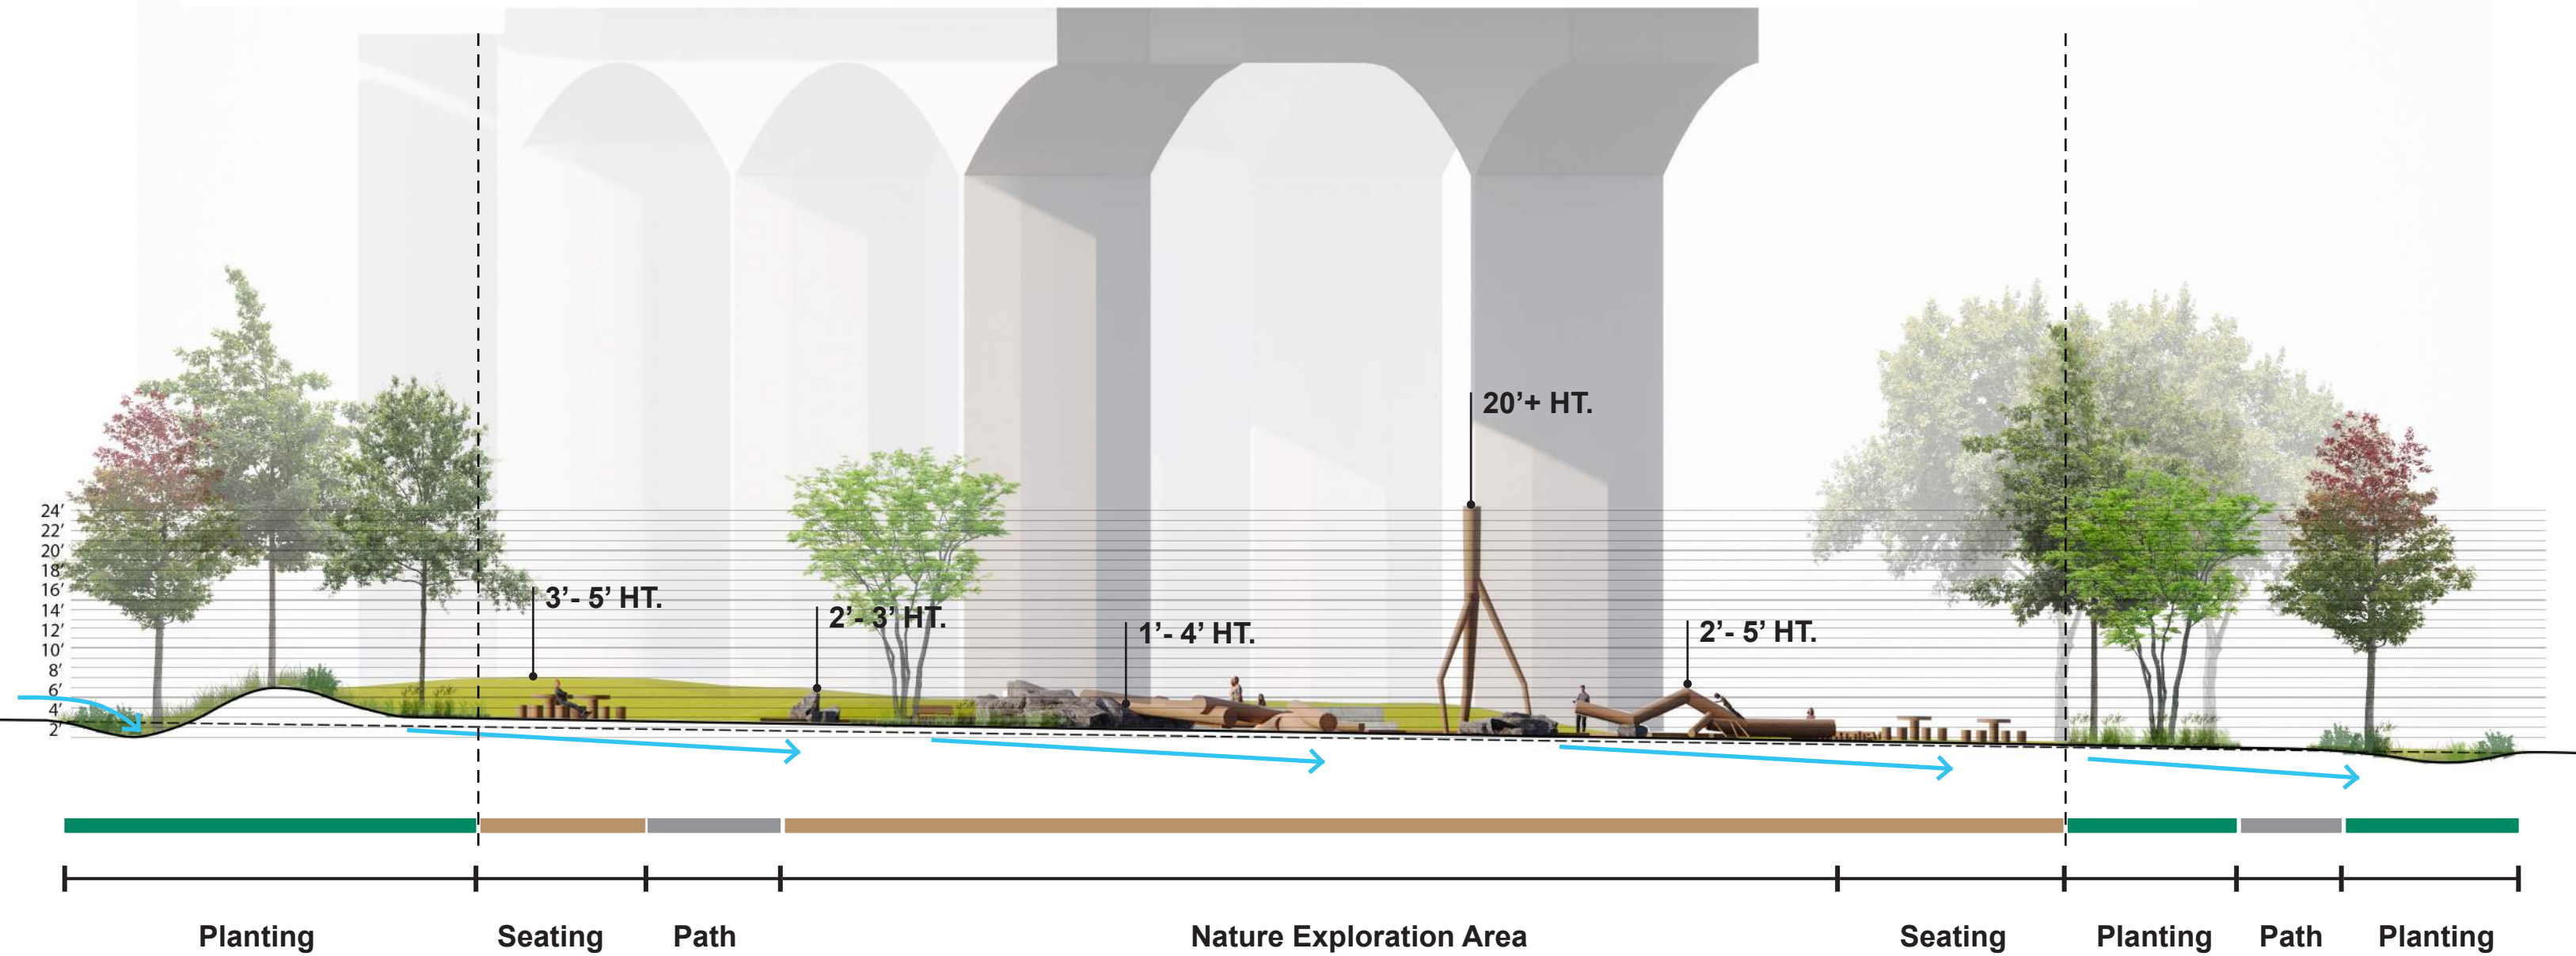 20’+ HT.
24’
22’
20’
18’
16’
14’
12’
10’
8’
6’
4’
2’
3’- 5’ HT.
2’- 3’ HT.
1’- 4’ HT.
2’- 5’ HT.
Planting
Seating
Path
Nature Exploration Area
Seating
Planting
Path
Planting